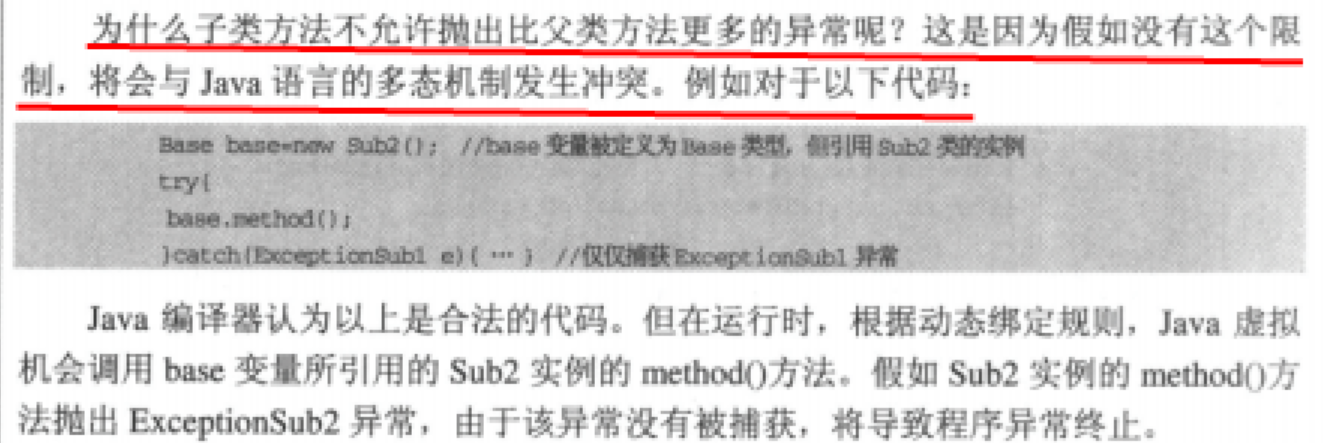 为什么子类方法不允许抛出比父类方法更多的异常呢？这是因为假如没有这个限
制，将会与 Java 语言的多态机制发生冲突。例如对于以下代码：
Base base=new Sub2(); //base 变量被定义为 Base 类型，但引用 Sub2 类的实例
try{
base.method();
}catch(ExceptionSub1 e){ … } //仅仅捕获 ExceptionSub1 异常
Java 编译器认为以上是合法的代码。但在运行时，根据动态绑定规则，Java 虚拟
机会调用 base 变量所引用的 Sub2 实例的 method()方法。假如 Sub2 实例的 method()方
法抛出 ExceptionSub2 异常，由于该异常没有被捕获，将导致程序异常终止。